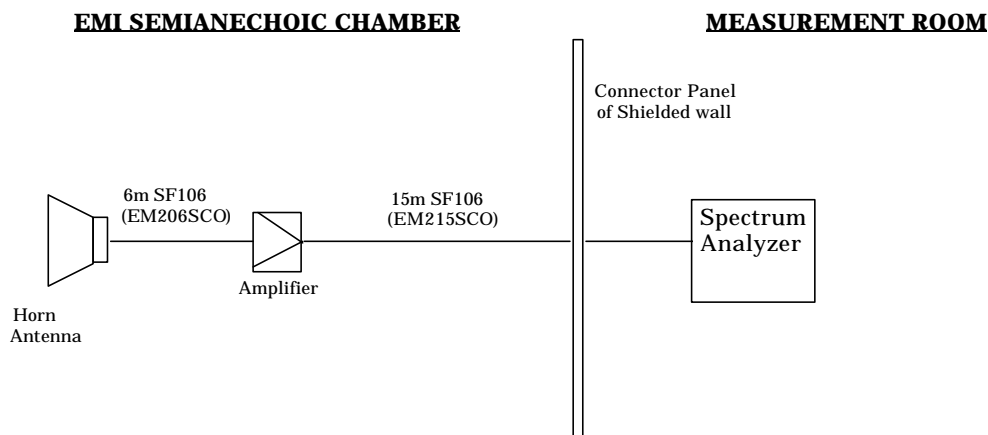 EMI SEMIANECHOIC CHAMBER
MEASUREMENT ROOM
Connector Panel
of Shielded wall
6m SF106
(EM206SCO)
15m SF106
(EM215SCO)
Spectrum
Analyzer
Amplifier
Horn
Antenna